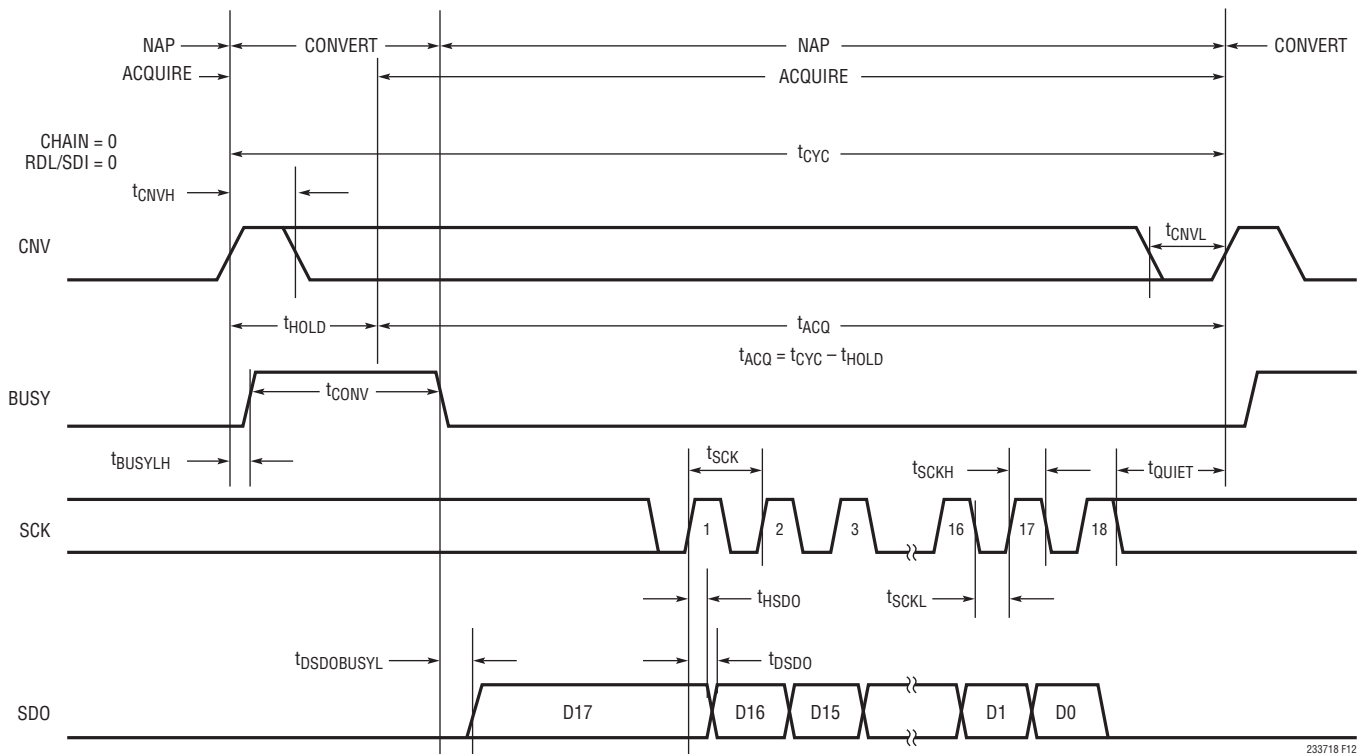 NAP CONVERT NAP CONVERT
ACQUIRE ACQUIRE
CHAIN = 0
RDL/SDI = 0
tCYC
tCNVH
CNV
tCNVL
tHOLD tACQ
tACQ = tCYC – tHOLD
BUSY
tCONV
tBUSYLH
tSCK
tSCKH
tQUIET
SCK
1 2 3 16 17 18
tHSDO
tSCKL
tDSDOBUSYL
tDSDO
SDO
D17 D16 D15 D1 D0
233718 F12